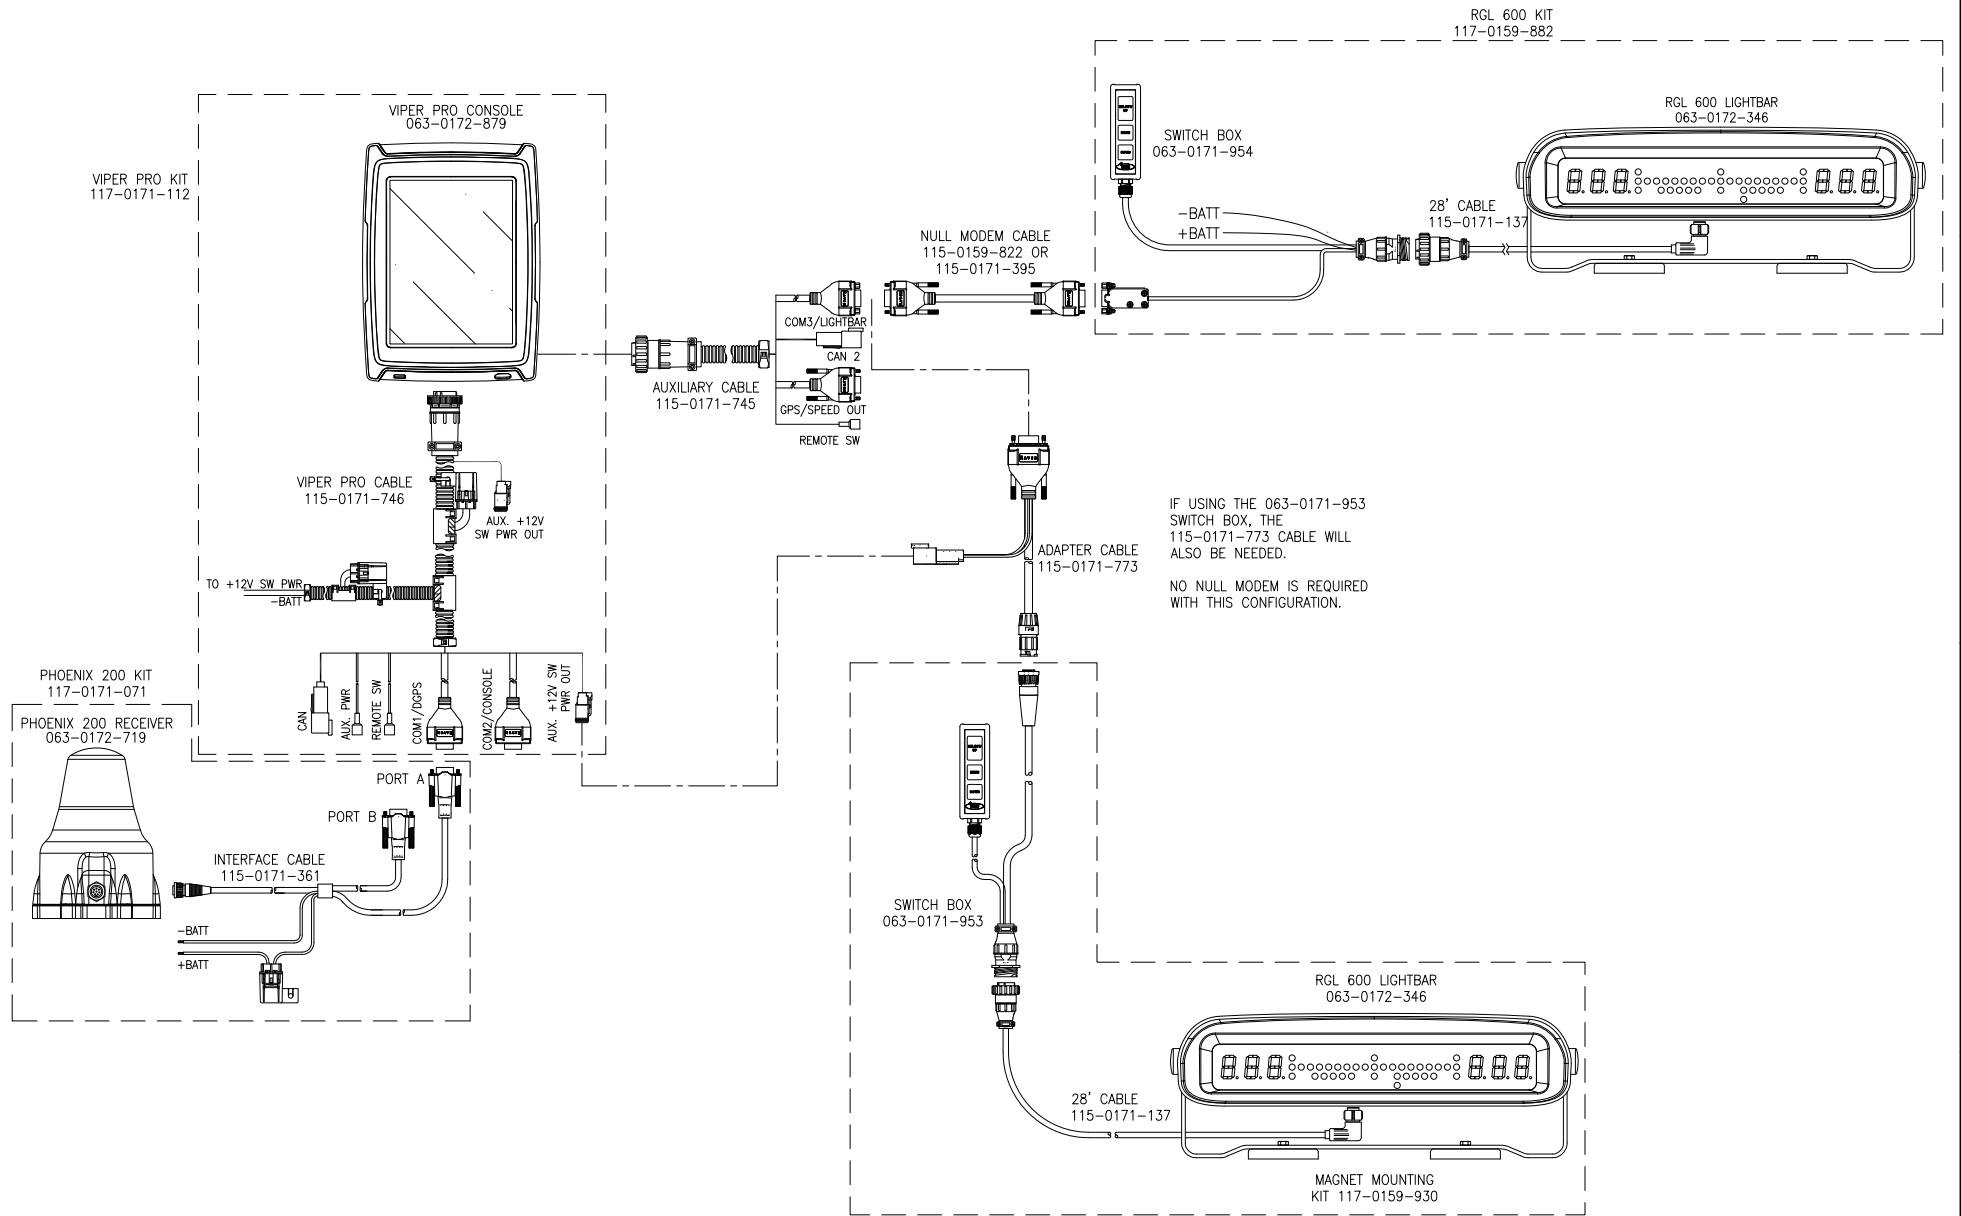 RGL 600 KIT
117-0159-882
VIPER PRO CONSOLE
063-0172-879
VIPER PRO KIT
117-0171-112
SWITCH BOX
063-0171-954
RGL 600 LIGHTBAR
063-0172-346
-BATT
+BATT
28' CABLE
115-0171-137
NULL MODEM CABLE
115-0159-822 OR
115-0171-395
COM3/LIGHTBAR
CAN 2
AUXILIARY CABLE
115-0171-745
GPS/SPEED OUT
REMOTE SW
VIPER PRO CABLE
115-0171-746
AUX. +12V
SW PWR OUT
TO +12V SW PWR
-BATT
ADAPTER CABLE
115-0171-773
IF USING THE 063-0171-953
SWITCH BOX, THE
115-0171-773 CABLE WILL
ALSO BE NEEDED.
NO NULL MODEM IS REQUIRED
WITH THIS CONFIGURATION.
CAN
AUX. PWR
REMOTE SW
COM1/DGPS
COM2/CONSOLE
AUX. +12V SW
PWR OUT
PHOENIX 200 KIT
117-0171-071
PHOENIX 200 RECEIVER
063-0172-719
PORT A
PORT B
INTERFACE CABLE
115-0171-361
-BATT
+BATT
SWITCH BOX
063-0171-953
RGL 600 LIGHTBAR
063-0172-346
28' CABLE
115-0171-137
MAGNET MOUNTING
KIT 117-0159-930